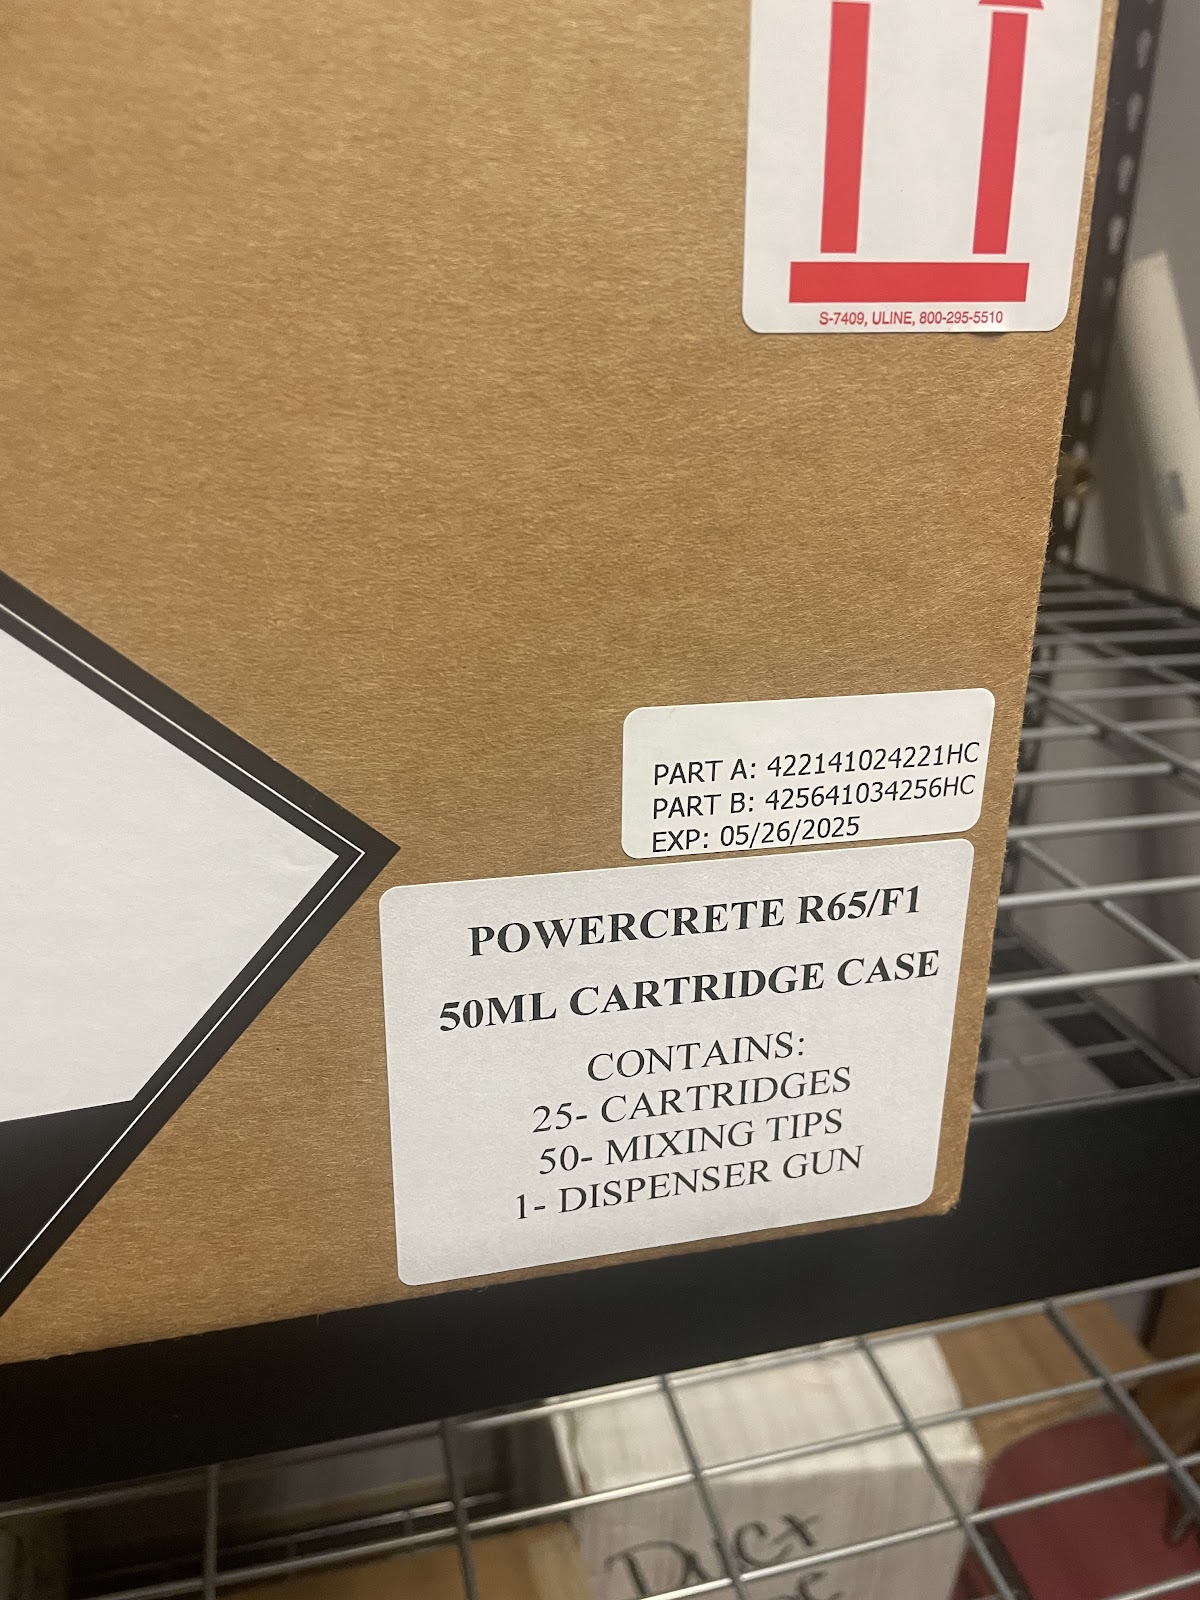 S-7409, ULINE, 800-295-5510
PART A: 422141024221HC
PART B: 425641034256HC
EXP: 05/26/2025
POWERCRETE R65/F1
50ML CARTRIDGE CASE
CONTAINS:
25- CARTRIDGES
50- MIXING TIPS
1- DISPENSER GUN